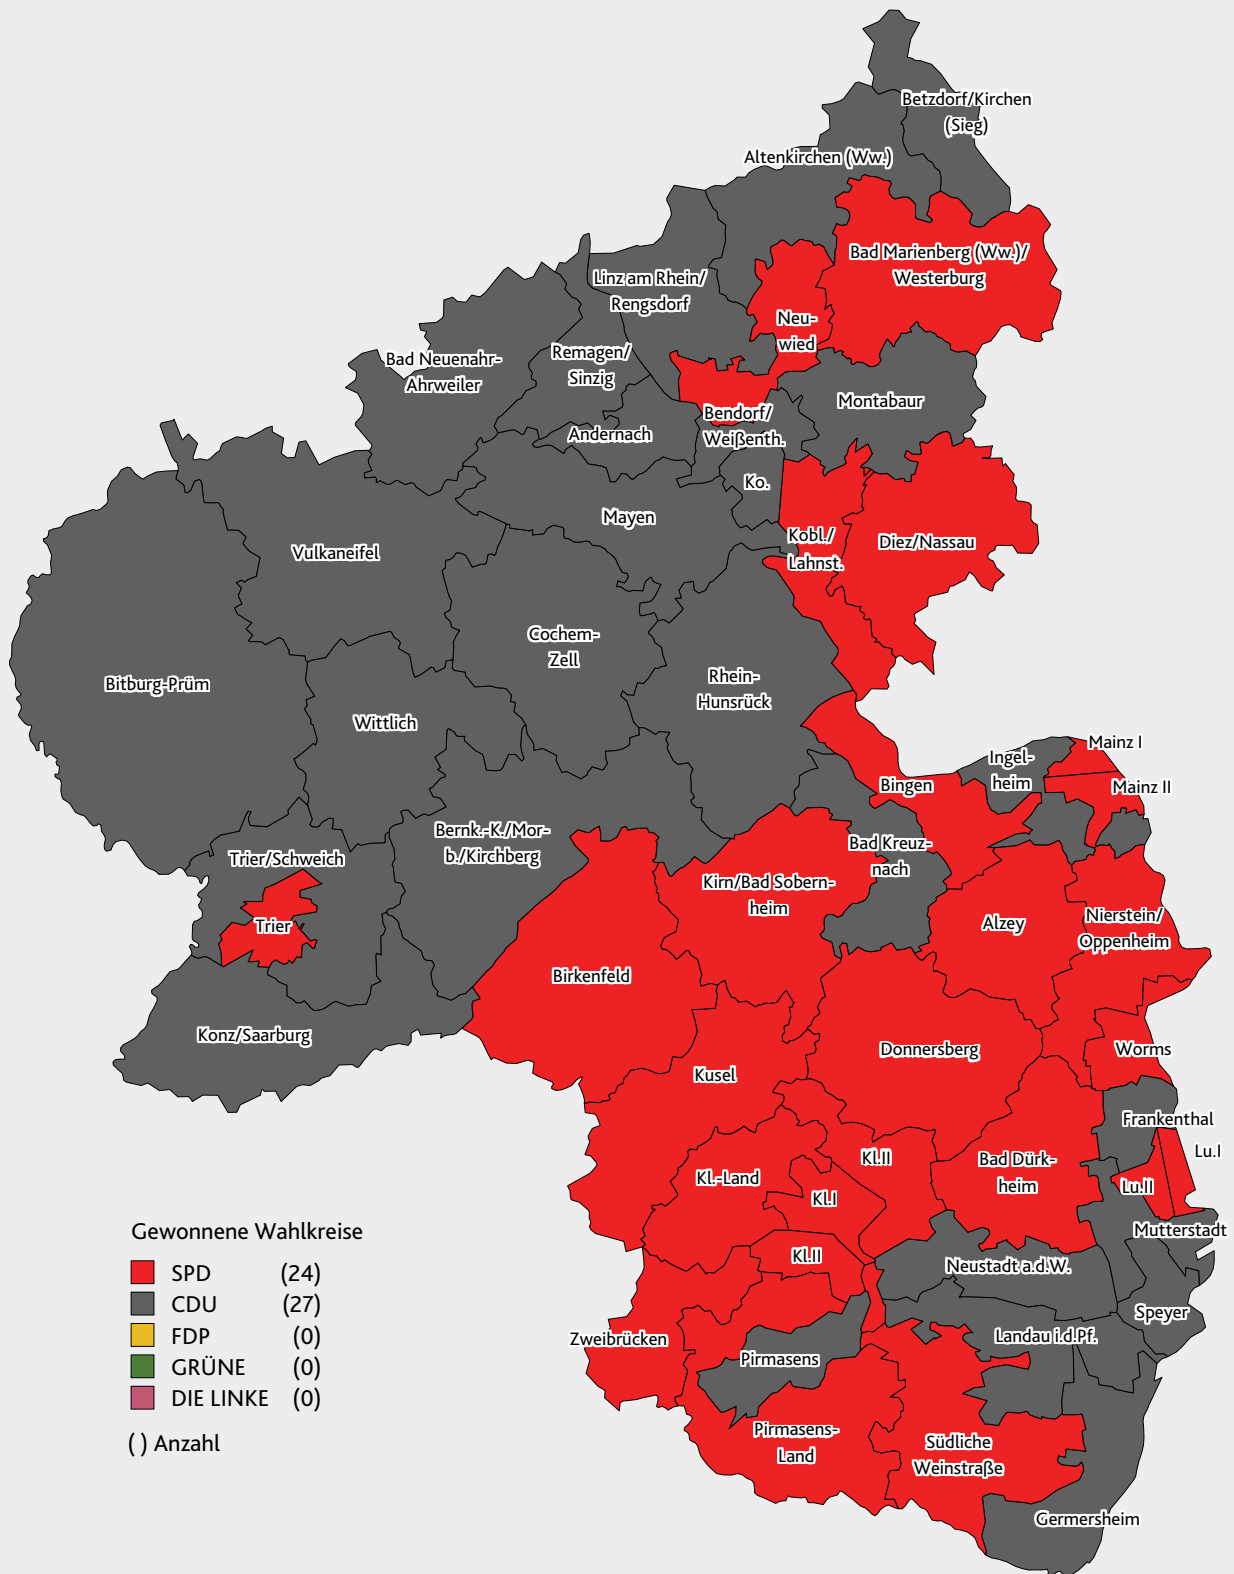 Betzdorf/Kirchen
(Sieg)
Altenkirchen (Ww.)
Bad Marienberg (Ww.)/
Westerburg
Linz am Rhein/
Rengsdorf
Neu-
wied
Bad Neuenahr-
Ahrweiler
Remagen/
Sinzig
Montabaur
Bendorf/
Weißenth.
Andernach
Ko.
Mayen
Kobl./
Lahnst.
Diez/Nassau
Vulkaneifel
Cochem-
Zell
Bitburg-Prüm
Rhein-
Hunsrück
Wittlich
Mainz I
Ingel-
heim
Bingen
Mainz II
Bernk.-K./Mor-
b./Kirchberg
Trier/Schweich
Bad Kreuz-
nach
Kirn/Bad Sobern-
heim
Trier
Alzey
Nierstein/
Oppenheim
Birkenfeld
Konz/Saarburg
Donnersberg
Worms
Kusel
Frankenthal
Lu.I
Kl.II
Bad Dürk-
heim
Kl.-Land
Lu.II
Kl.I
Mutterstadt
Kl.II
Neustadt a.d.W.
Speyer
Zweibrücken
Landau i.d.Pf.
Pirmasens
Pirmasens-
Land
Südliche
Weinstraße
Germersheim
Gewonnene Wahlkreise
SPD (24)
CDU (27)
FDP (0)
GRÜNE (0)
DIE LINKE (0)
( ) Anzahl